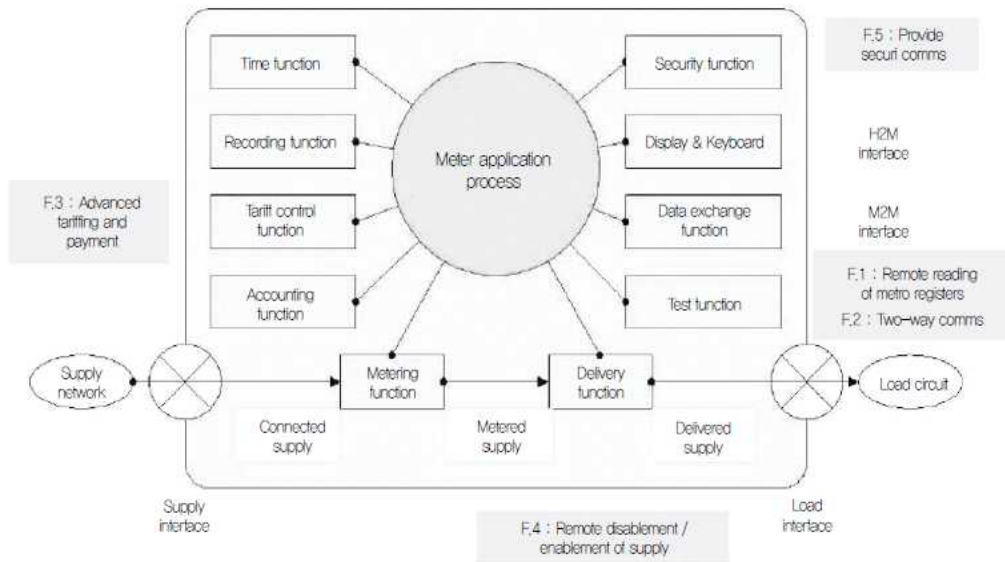 F.5 : Provide
securi comms
Time function
Security function
Recording function
Meter application
process
Display & Keyboard
H2M
interface
F.3 : Advanced
tariffing and
payment
Tariff control
function
Data exchange
function
M2M
interface
Accounting
function
Test function
F.1 : Remote reading
of metro registers
F.2 : Two-way comms
Supply
network
Metering
function
Delivery
function
Load circuit
Connected
supply
Metered
supply
Delivered
supply
Supply
interface
Load
interface
F.4 : Remote disablement /
enablement of supply